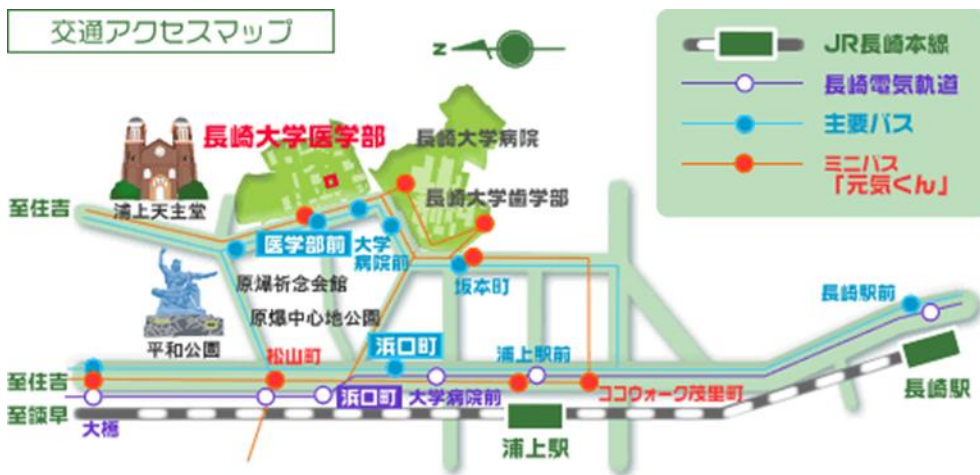 交通アクセスマップ
N
JR長崎本線
長崎電気軌道
主要バス
ミニバス
「元気くん」
長崎大学医学部
長崎大学病院
長崎大学歯学部
浦上天主堂
至住吉
医学部前
大学
病院前
坂本町
原爆祈念会館
原爆中心地公園
平和公園
長崎駅前
松山町
浜口町
浦上駅前
至住吉
浜口町
大学病院前
ココウォーク茂里町
長崎駅
至諫早
大橋
浦上駅